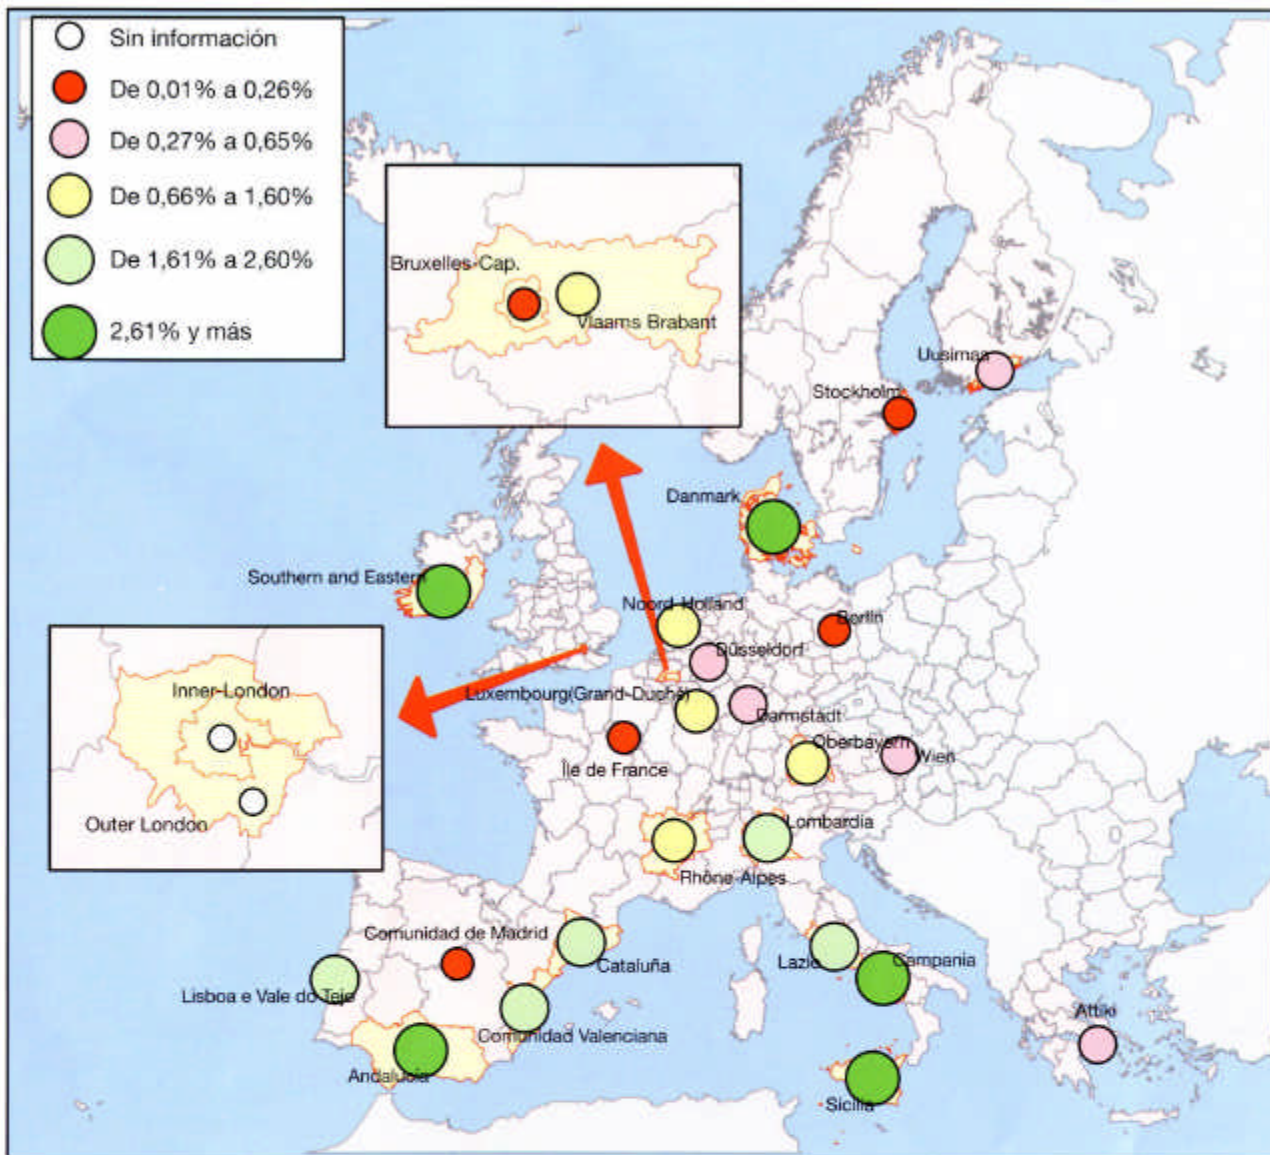 Sin información
De 0,01% a 0,26%
De 0,27% a 0,65%
De 0,66% a 1,60%
De 1,61% a 2,60%
2,61% y más
Bruxelles-Cap.
Vlaams Brabant
Uusimaa
Stockholm
Danmark
Southern and Eastern
Noord-Holland
Berlin
Düsseldorf
Inner-London
Luxembourg(Grand-Duché)
Darmstadt
Oberbayern
Wien
Île de France
Outer London
Lombardia
Rhône-Alpes
Comunidad de Madrid
Cataluña
Lazio
Campania
Lisboa e Vale do Tejo
Comunidad Valenciana
Attiki
Andalucía
Sicilia